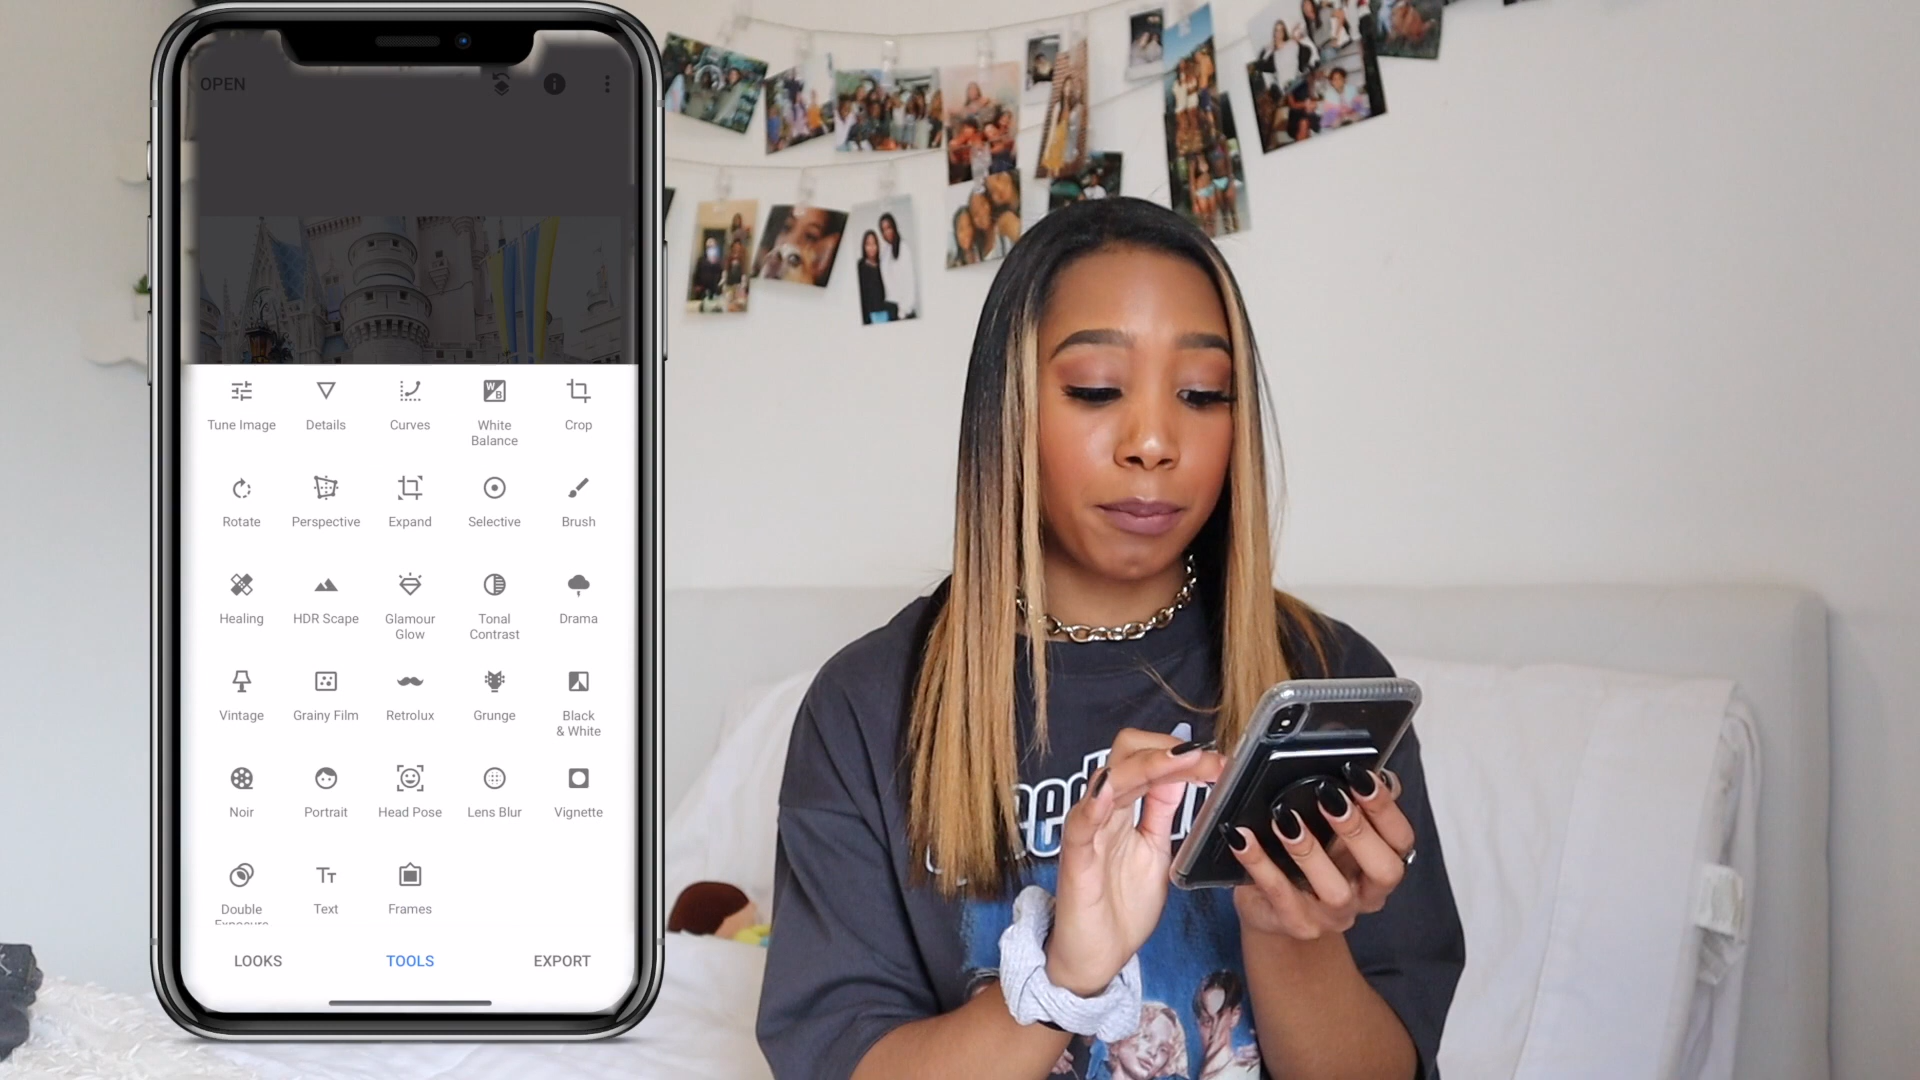 OPEN
Tune Image
Details
Curves
White
Balance
Crop
Rotate
Perspective
Expand
Selective
Brush
Healing
HDR Scape
Glamour
Glow
Tonal
Contrast
Drama
Vintage
Grainy Film
Retrolux
Grunge
Black
& White
Noir
Portrait
Head Pose
Lens Blur
Vignette
Double
Exposure
Text
Frames
LOOKS
TOOLS
EXPORT